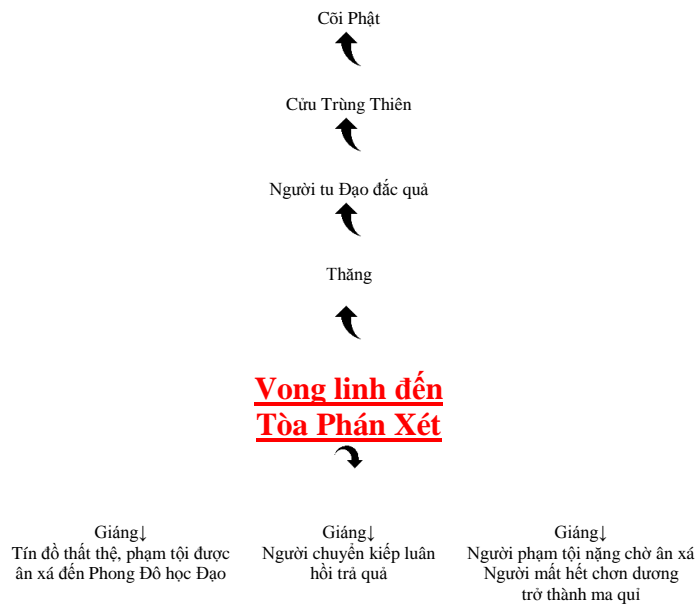 Cõi Phật
Cửu Trùng Thiên
Người tu Đạo đắc quả
Thăng
Vong linh đến
Tòa Phán Xét
Giáng↓
Tín đồ thất thệ, phạm tội được
ân xá đến Phong Đô học Đạo
Giáng↓
Người chuyển kiếp luân
hồi trả quả
Giáng↓
Người phạm tội nặng chờ ân xá
Người mất hết chơn dương
trở thành ma quỉ